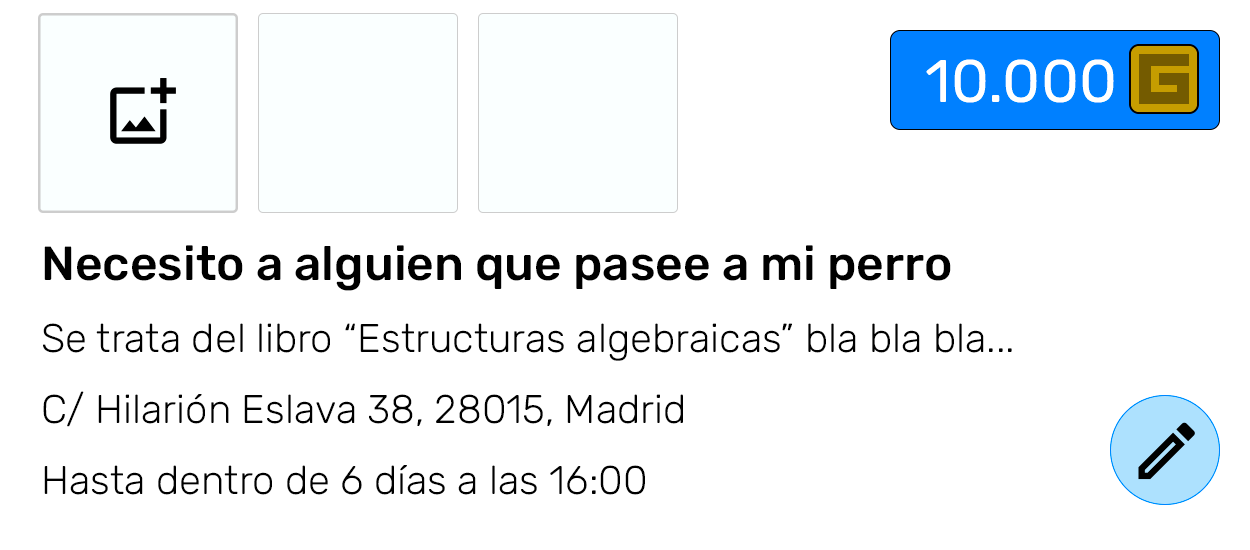 10.000 G
Necesito a alguien que pasee a mi perro
Se trata del libro “Estructuras algebraicas” bla bla bla...
C/ Hilarión Eslava 38, 28015, Madrid
Hasta dentro de 6 días a las 16:00